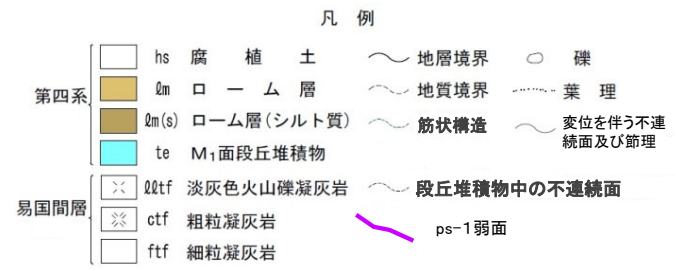 凡 例
第四系
hs 腐 植 土
ℓm ロ ー ム 層
ℓm(s) ローム層(シルト質)
te M₁面段丘堆積物
易国間層
ℓℓtf 淡灰色火山礫凝灰岩
ctf 粗粒凝灰岩
ftf 細粒凝灰岩
地層境界
地質境界
筋状構造
段丘堆積物中の不連続面
ps-1弱面
礫
葉 理
変位を伴う不連
続面及び節理